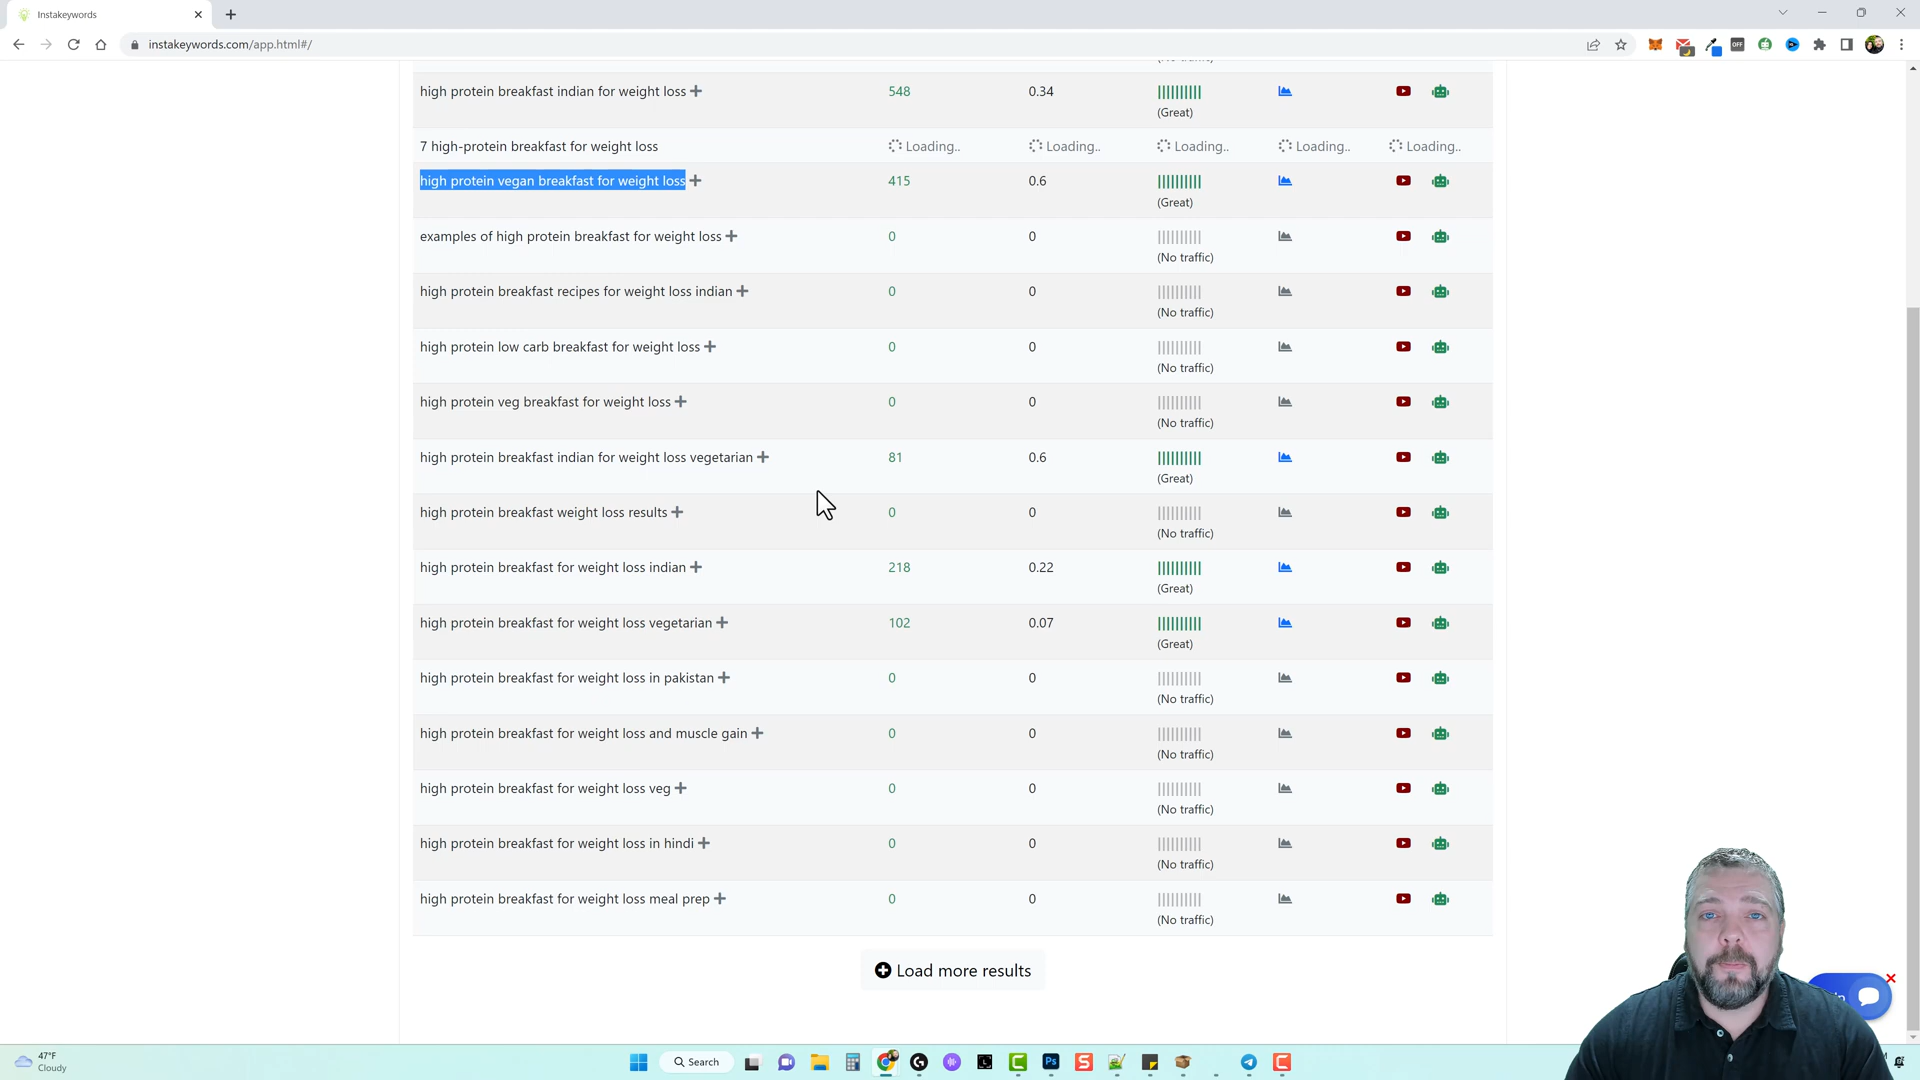 Instakeywords
instakeywords.com/app.html#/
OFF
high protein breakfast indian for weight loss 548 0.34
(Great)
7 high-protein breakfast for weight loss Loading.. Loading.. Loading.. Loading.. Loading..
high protein vegan breakfast for weight loss 415 0.6
(Great)
examples of high protein breakfast for weight loss 0 0
(No traffic)
high protein breakfast recipes for weight loss indian 0 0
(No traffic)
high protein low carb breakfast for weight loss 0 0
(No traffic)
high protein veg breakfast for weight loss 0 0
(No traffic)
high protein breakfast indian for weight loss vegetarian 81 0.6
(Great)
high protein breakfast weight loss results 0 0
(No traffic)
high protein breakfast for weight loss indian 218 0.22
(Great)
high protein breakfast for weight loss vegetarian 102 0.07
(Great)
high protein breakfast for weight loss in pakistan 0 0
(No traffic)
high protein breakfast for weight loss and muscle gain 0 0
(No traffic)
high protein breakfast for weight loss veg 0 0
(No traffic)
high protein breakfast for weight loss in hindi 0 0
(No traffic)
high protein breakfast for weight loss meal prep 0 0
(No traffic)
Load more results
47°F
Cloudy
Search